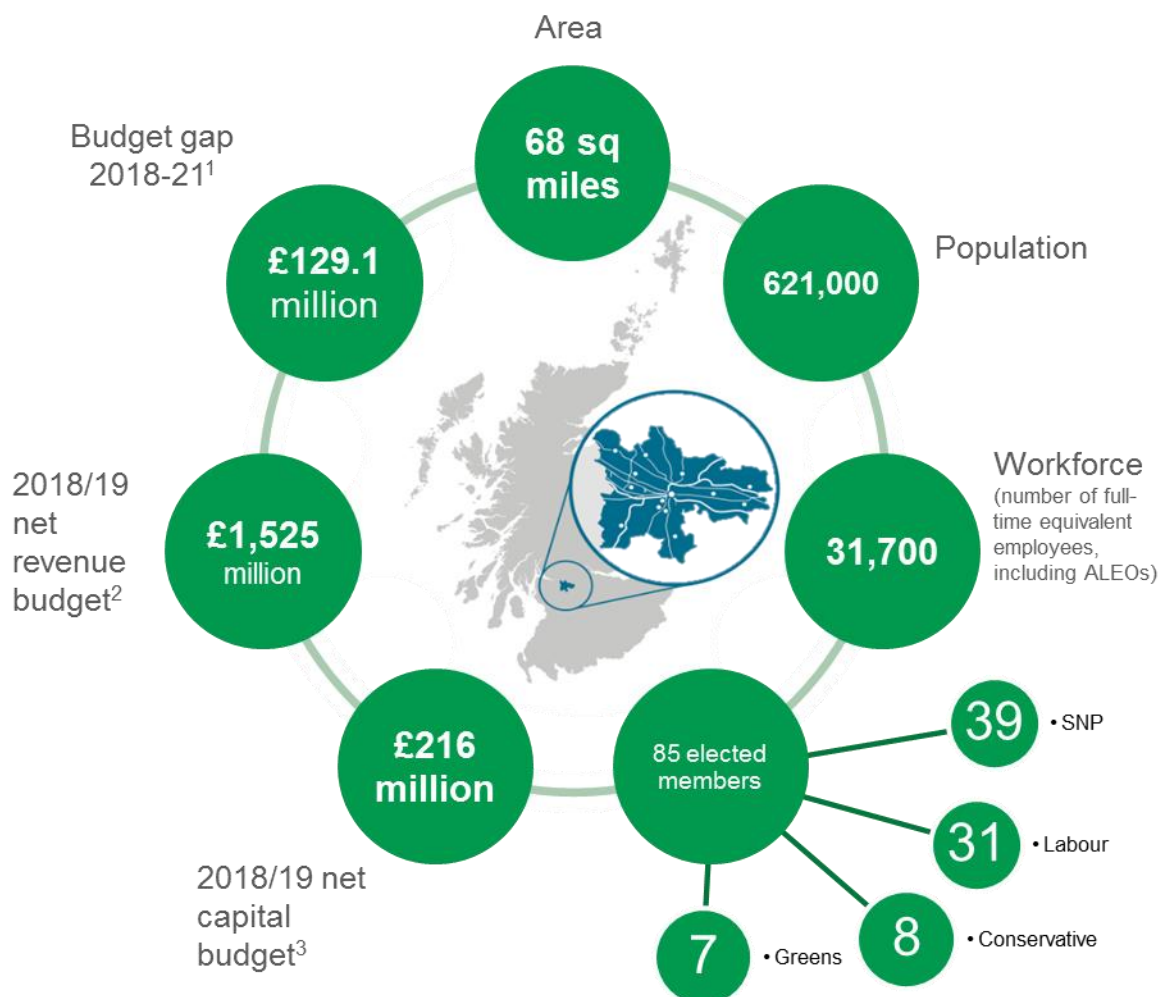 Area
68 sq
miles
Budget gap
2018-21¹
£129.1
million
Population
621,000
2018/19
net
revenue
budget²
£1,525
million
Workforce
(number of full-
time equivalent
employees,
including ALEOs)
31,700
£216
million
2018/19 net
capital
budget³
85 elected
members
39
• SNP
31
• Labour
8
• Conservative
7
• Greens